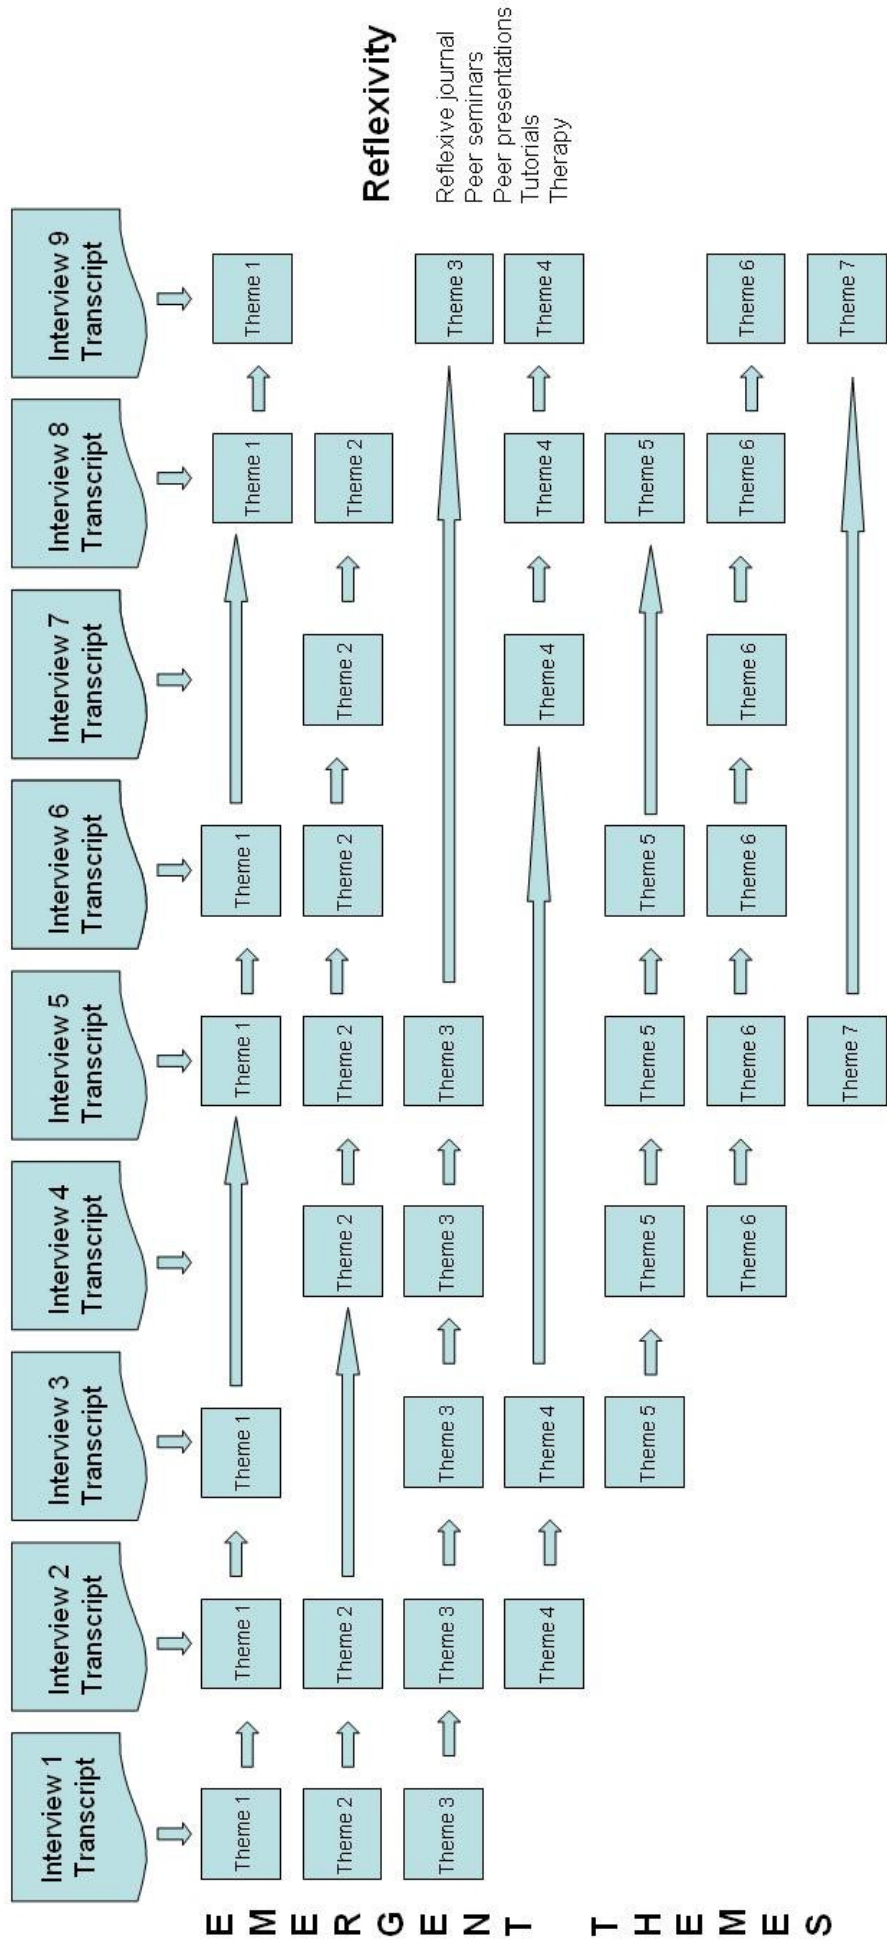 Interview 1
Transcript
Interview 2
Transcript
Interview 3
Transcript
Interview 4
Transcript
Interview 5
Transcript
Interview 6
Transcript
Interview 7
Transcript
Interview 8
Transcript
Interview 9
Transcript
EMERGENT THEMES
Theme 1
Theme 1
Theme 1
Theme 1
Theme 1
Theme 1
Theme 1
Theme 2
Theme 2
Theme 2
Theme 2
Theme 2
Theme 2
Theme 2
Theme 3
Theme 3
Theme 3
Theme 3
Theme 3
Theme 3
Theme 4
Theme 4
Theme 4
Theme 4
Theme 4
Theme 5
Theme 5
Theme 5
Theme 5
Theme 5
Theme 6
Theme 6
Theme 6
Theme 6
Theme 6
Theme 6
Theme 7
Theme 7
Reflexivity
Reflexive journal
Peer seminars
Peer presentations
Tutorials
Therapy